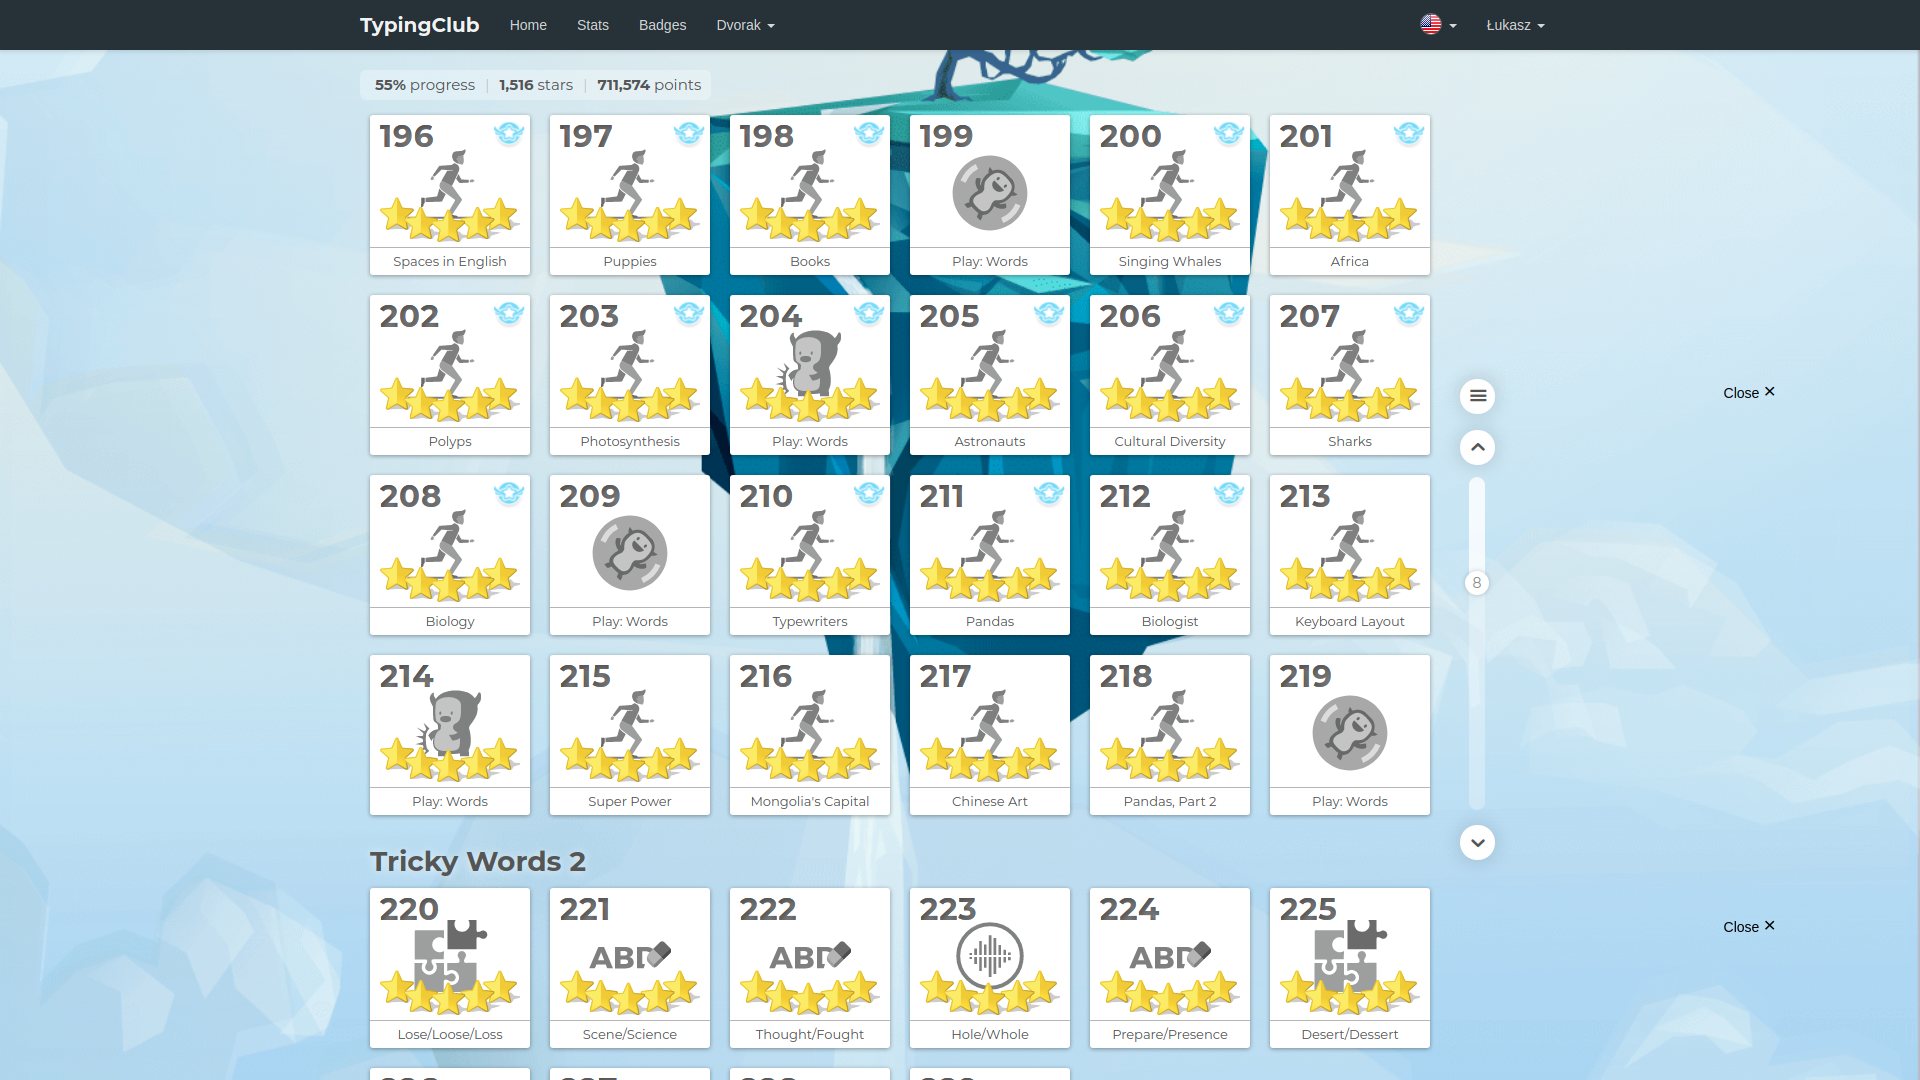 TypingClub Home Stats Badges Dvorak Łukasz
55% progress | 1,516 stars | 711,574 points
196 197 198 199 200 201
Spaces in English Puppies Books Play: Words Singing Whales Africa
202 203 204 205 206 207
Polyps Photosynthesis Play: Words Astronauts Cultural Diversity Sharks
Close ✕
208 209 210 211 212 213
8
Biology Play: Words Typewriters Pandas Biologist Keyboard Layout
214 215 216 217 218 219
Play: Words Super Power Mongolia's Capital Chinese Art Pandas, Part 2 Play: Words
Tricky Words 2
220 221 222 223 224 225
Close ✕
ABD ABD ABD
Lose/Loose/Loss Scene/Science Thought/Fought Hole/Whole Prepare/Presence Desert/Dessert